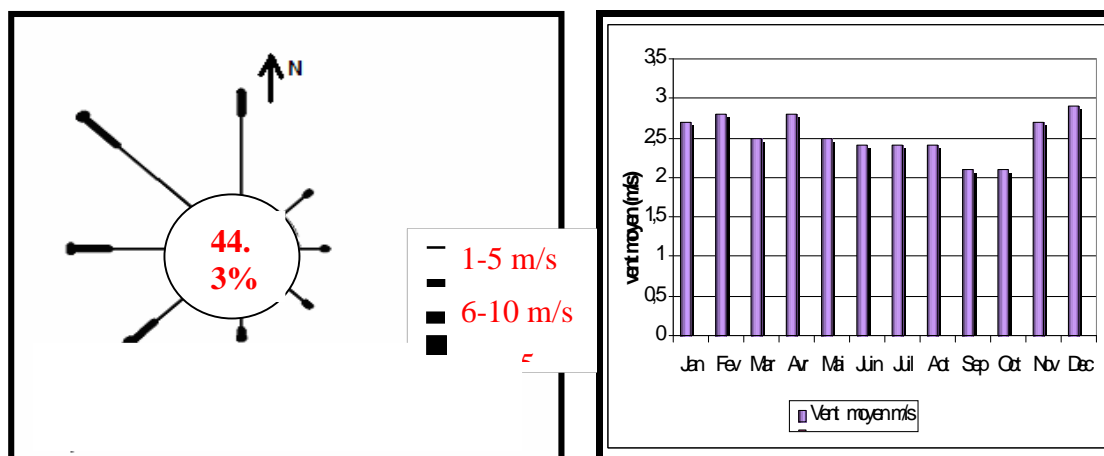 N
44.
3%
1-5 m/s
6-10 m/s
3,5
3
2,5
2
1,5
1
0,5
0
vent moyen (m/s)
Jan Fev Mar Avr Mai Juin Juil Aot Sep Oct Nov Dec
Vent moyen m/s